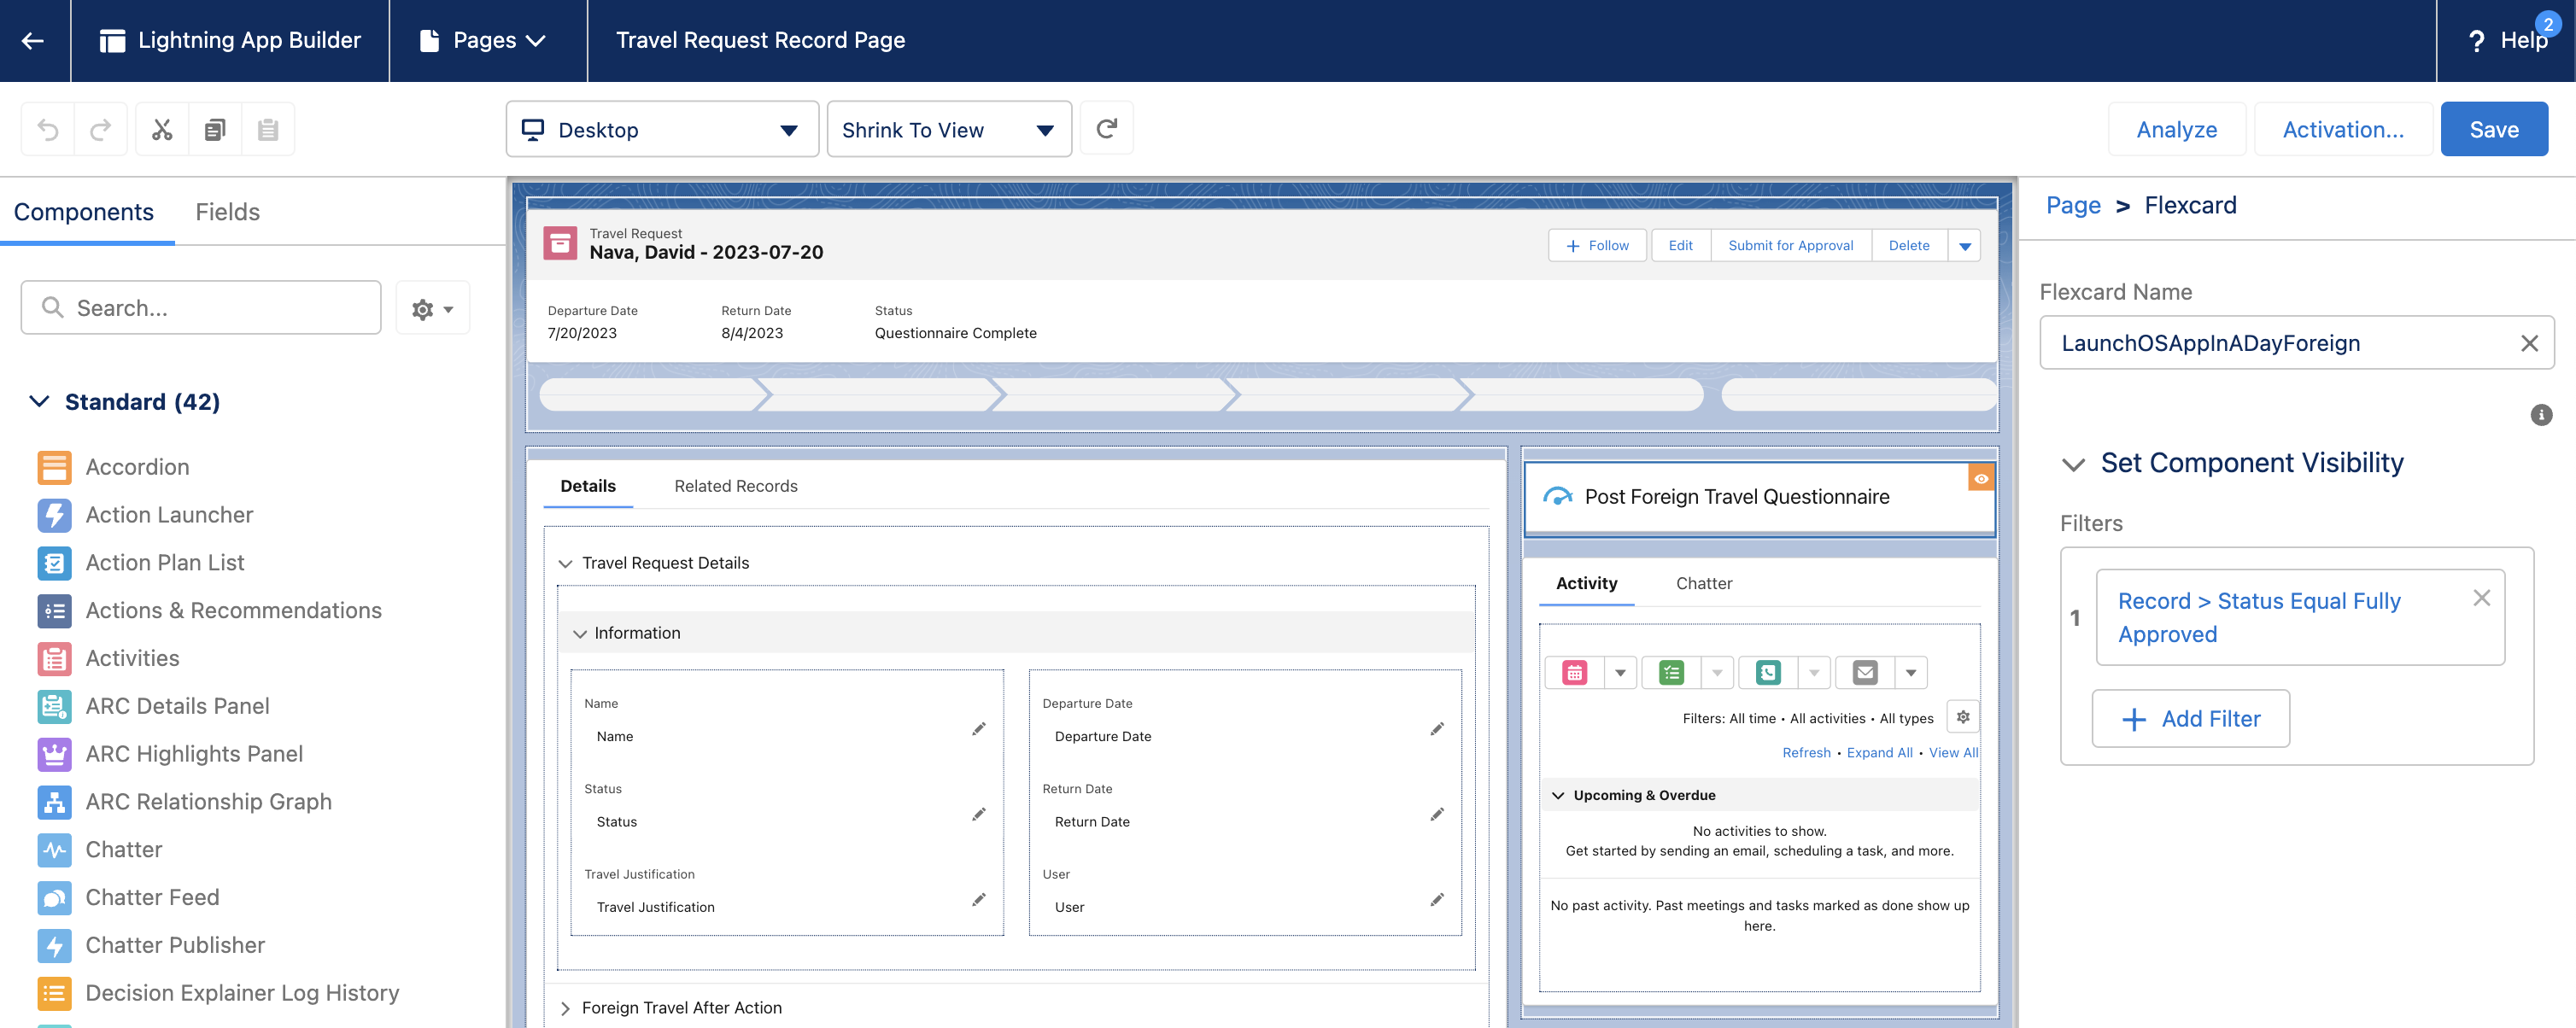 Lightning App Builder
Pages
Travel Request Record Page
? Help
2
Desktop
Shrink To View
Analyze
Activation...
Save
Components
Fields
Search...
Standard (42)
Accordion
Action Launcher
Action Plan List
Actions & Recommendations
Activities
ARC Details Panel
ARC Highlights Panel
ARC Relationship Graph
Chatter
Chatter Feed
Chatter Publisher
Decision Explainer Log History
Travel Request
Nava, David - 2023-07-20
+ Follow
Edit
Submit for Approval
Delete
Departure Date
7/20/2023
Return Date
8/4/2023
Status
Questionnaire Complete
Details
Related Records
Travel Request Details
Information
Name
Name
Status
Status
Travel Justification
Travel Justification
Departure Date
Departure Date
Return Date
Return Date
User
User
Foreign Travel After Action
Post Foreign Travel Questionnaire
Activity
Chatter
Filters: All time • All activities • All types
Refresh • Expand All • View All
Upcoming & Overdue
No activities to show.
Get started by sending an email, scheduling a task, and more.
No past activity. Past meetings and tasks marked as done show up
here.
Page > Flexcard
Flexcard Name
LaunchOSAppInADayForeign
Set Component Visibility
Filters
1
Record > Status Equal Fully
Approved
+ Add Filter